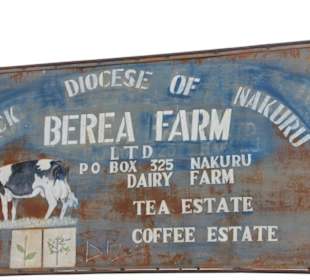 DIOCESE OF NAKURU
BEREA FARM
LTD
PO BOX 325 NAKURU
DAIRY FARM
TEA ESTATE
COFFEE ESTATE